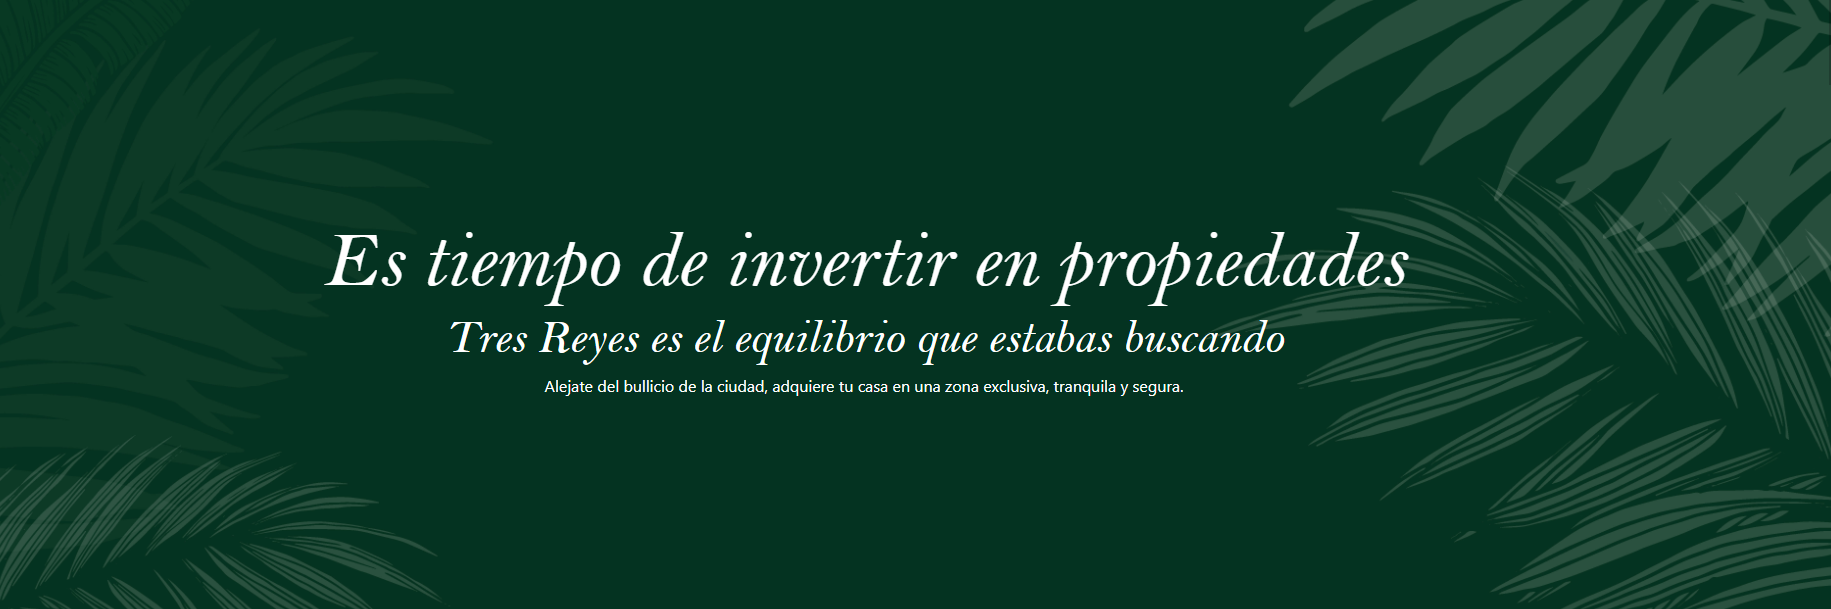 Es tiempo de invertir en propiedades
Tres Reyes es el equilibrio que estabas buscando
Alejate del bullicio de la ciudad, adquiere tu casa en una zona exclusiva, tranquila y segura.